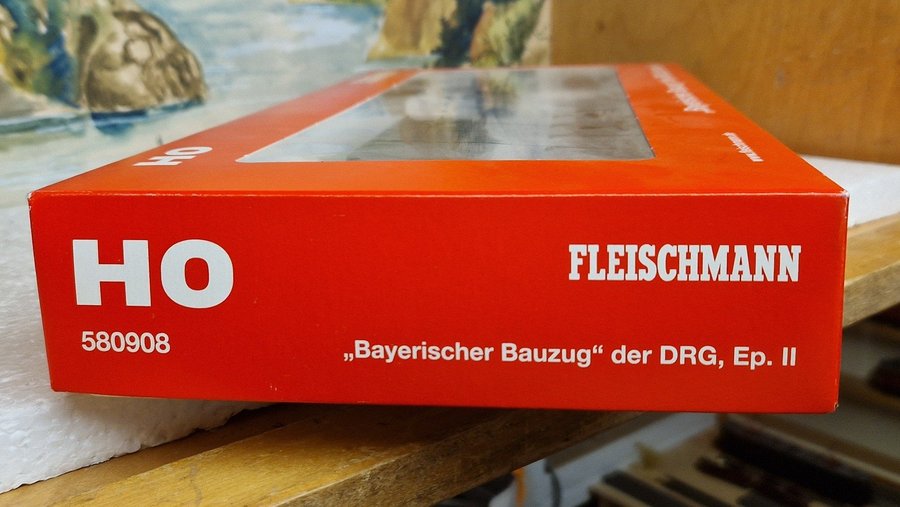 HO
HO
FLEISCHMANN
580908
„Bayerischer Bauzug“ der DRG, Ep. II